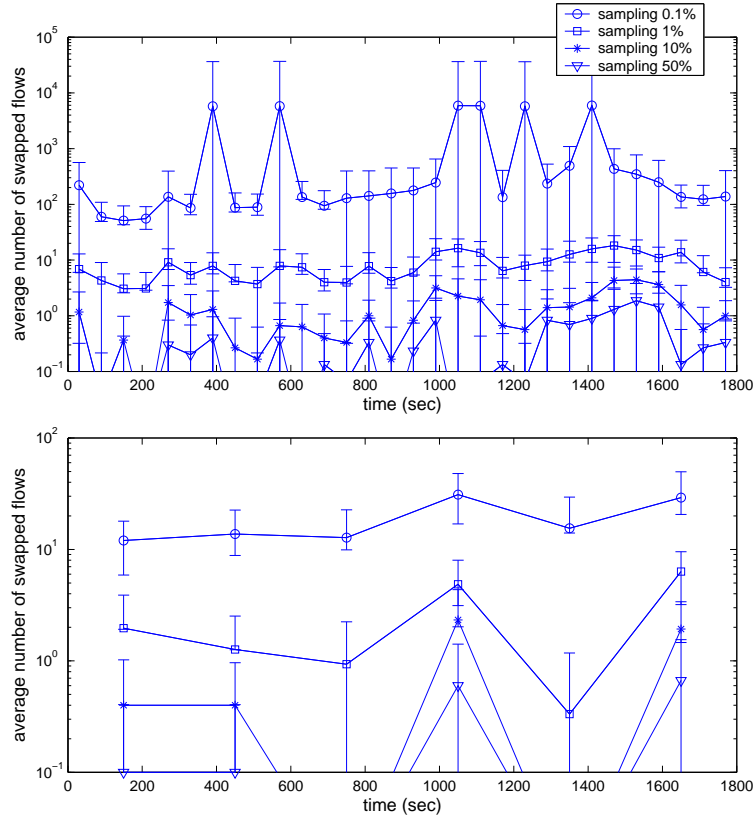 sampling 0.1%
sampling 1%
sampling 10%
sampling 50%
10^5
10^4
10^3
10^2
10^1
10^0
10^-1
average number of swapped flows
0 200 400 600 800 1000 1200 1400 1600 1800
time (sec)
10^2
10^1
10^0
10^-1
average number of swapped flows
0 200 400 600 800 1000 1200 1400 1600 1800
time (sec)